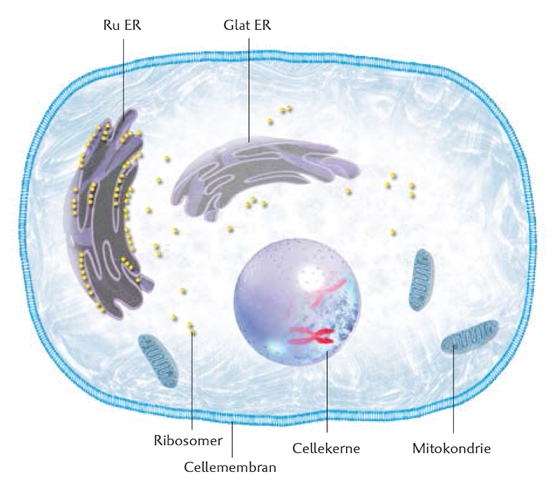 Ru ER
Glat ER
Ribosomer
Cellekerne
Mitokondrie
Cellemembran